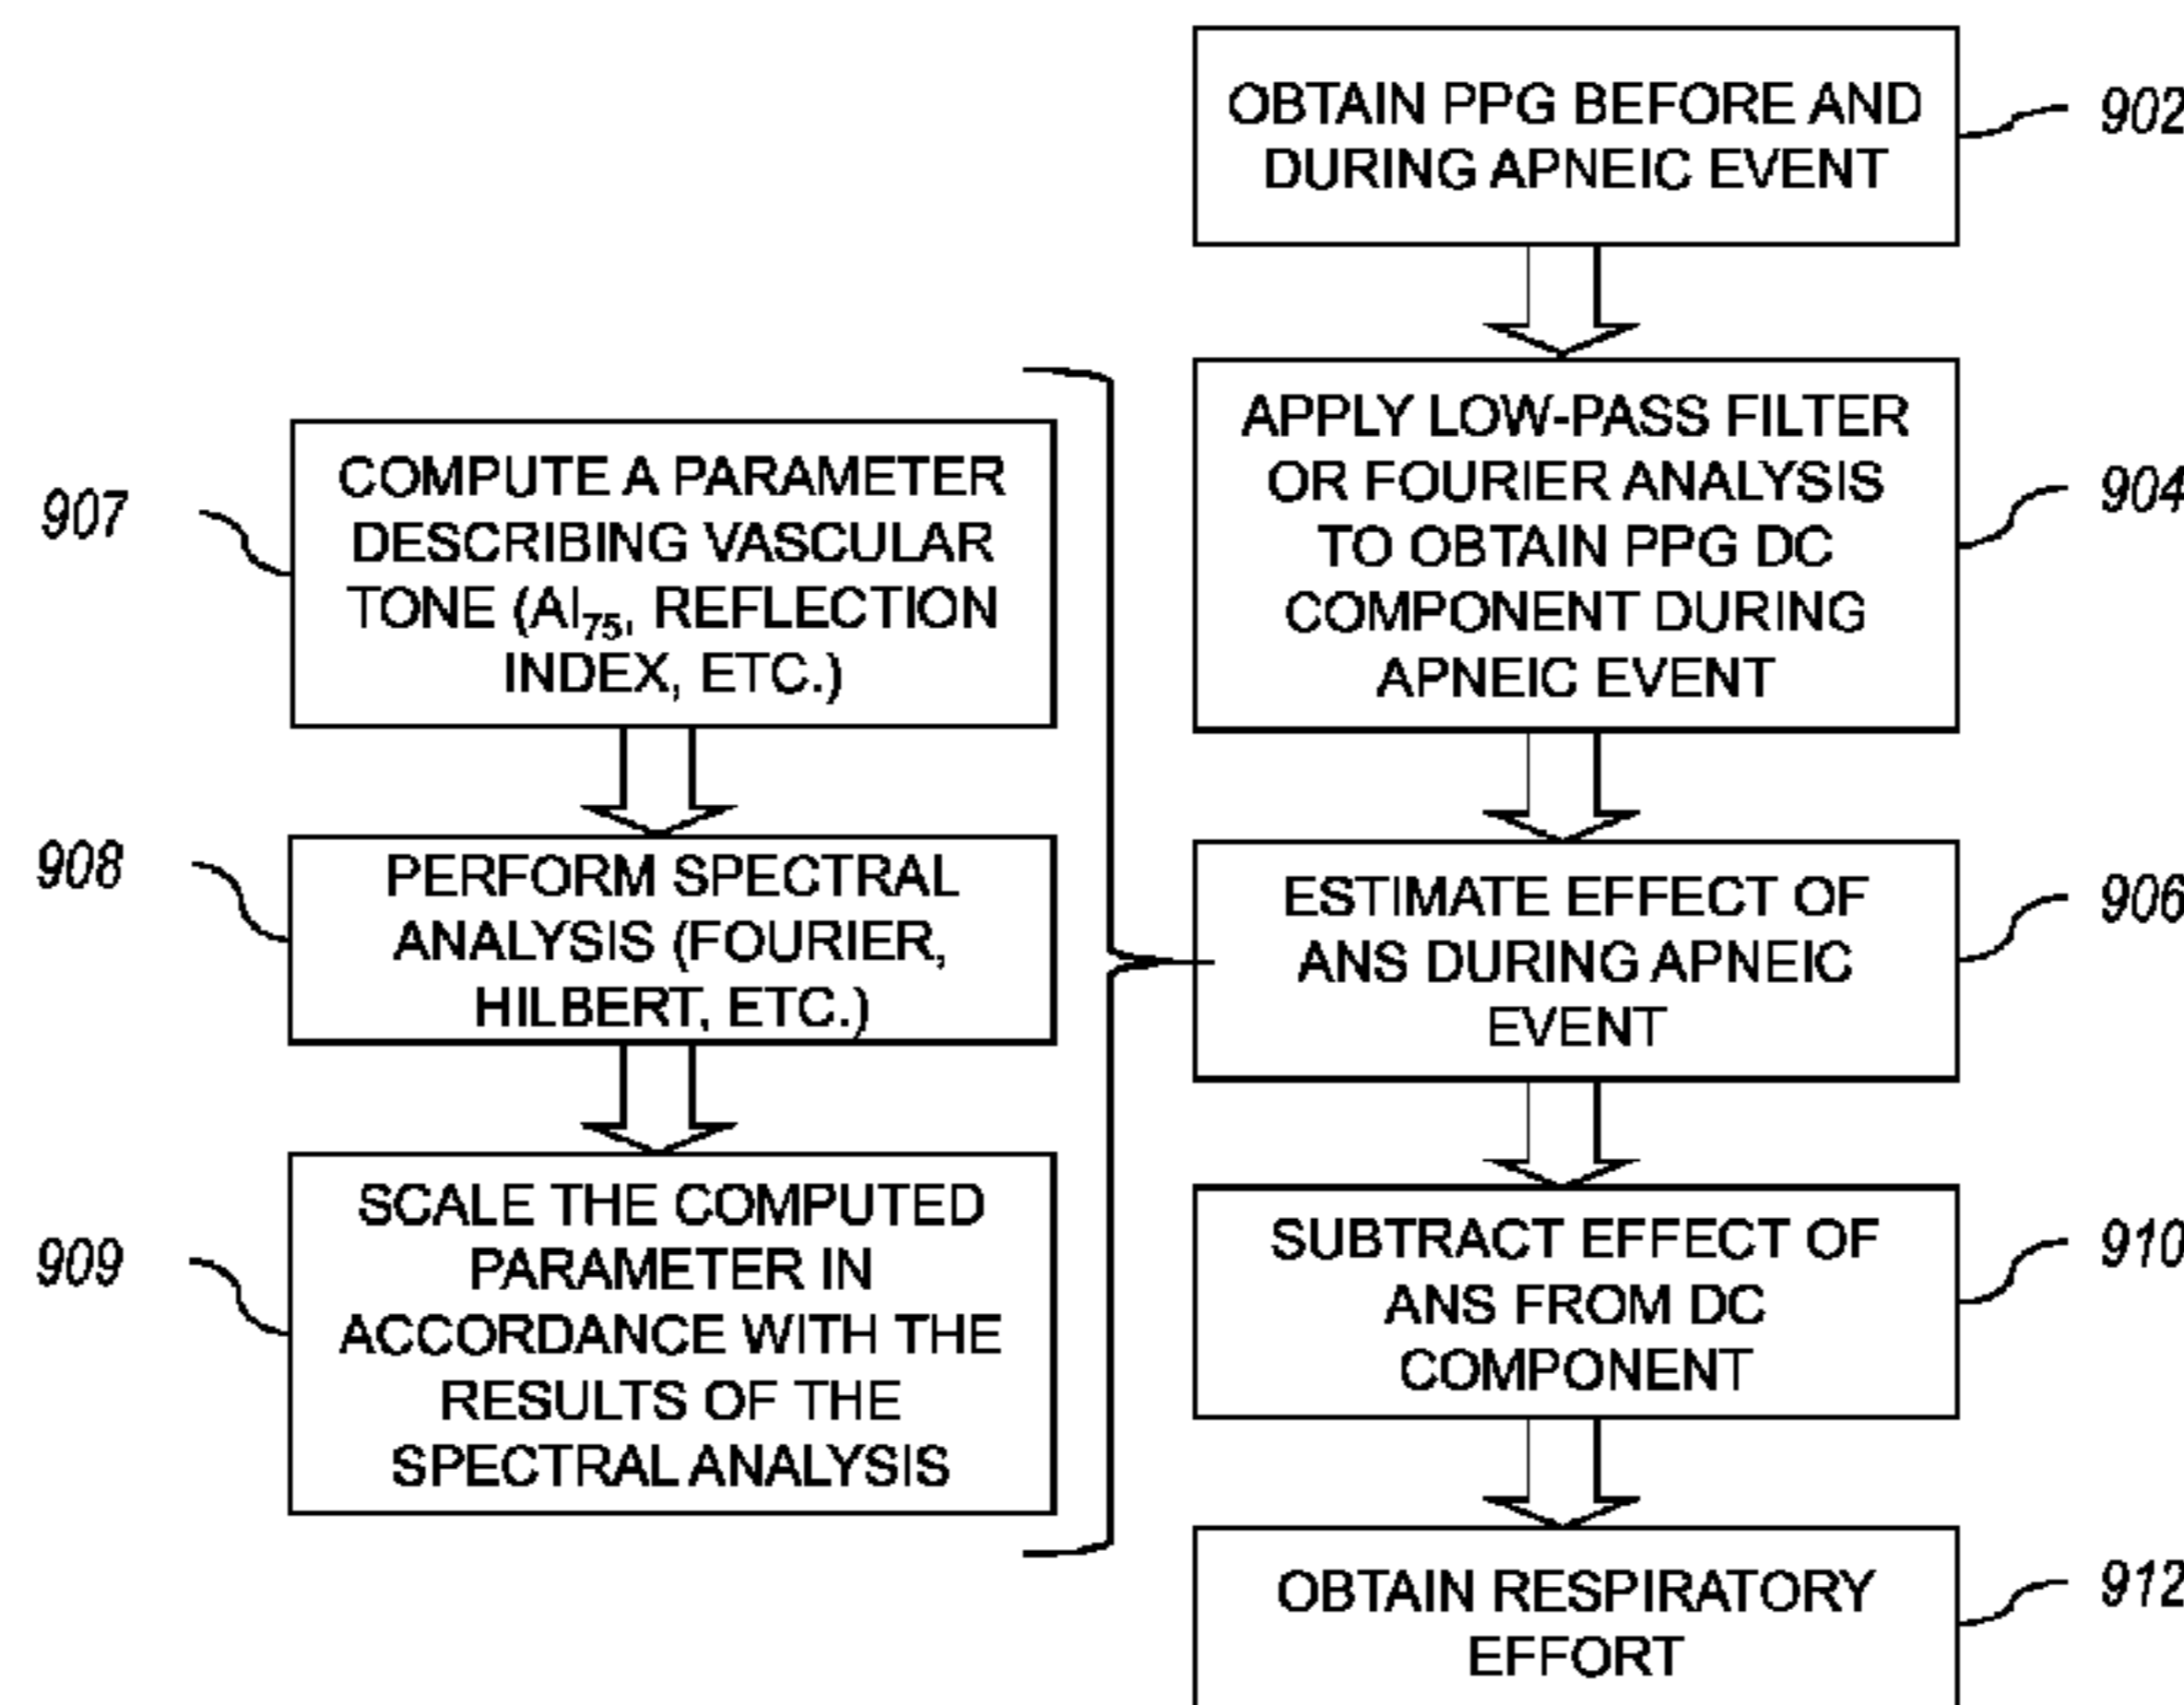 OBTAIN PPG BEFORE AND
DURING APNEIC EVENT
902
APPLY LOW-PASS FILTER
OR FOURIER ANALYSIS
TO OBTAIN PPG DC
COMPONENT DURING
APNEIC EVENT
904
ESTIMATE EFFECT OF
ANS DURING APNEIC
EVENT
906
907
COMPUTE A PARAMETER
DESCRIBING VASCULAR
TONE (AI75, REFLECTION
INDEX, ETC.)
908
PERFORM SPECTRAL
ANALYSIS (FOURIER,
HILBERT, ETC.)
909
SCALE THE COMPUTED
PARAMETER IN
ACCORDANCE WITH THE
RESULTS OF THE
SPECTRAL ANALYSIS
SUBTRACT EFFECT OF
ANS FROM DC
COMPONENT
910
OBTAIN RESPIRATORY
EFFORT
912